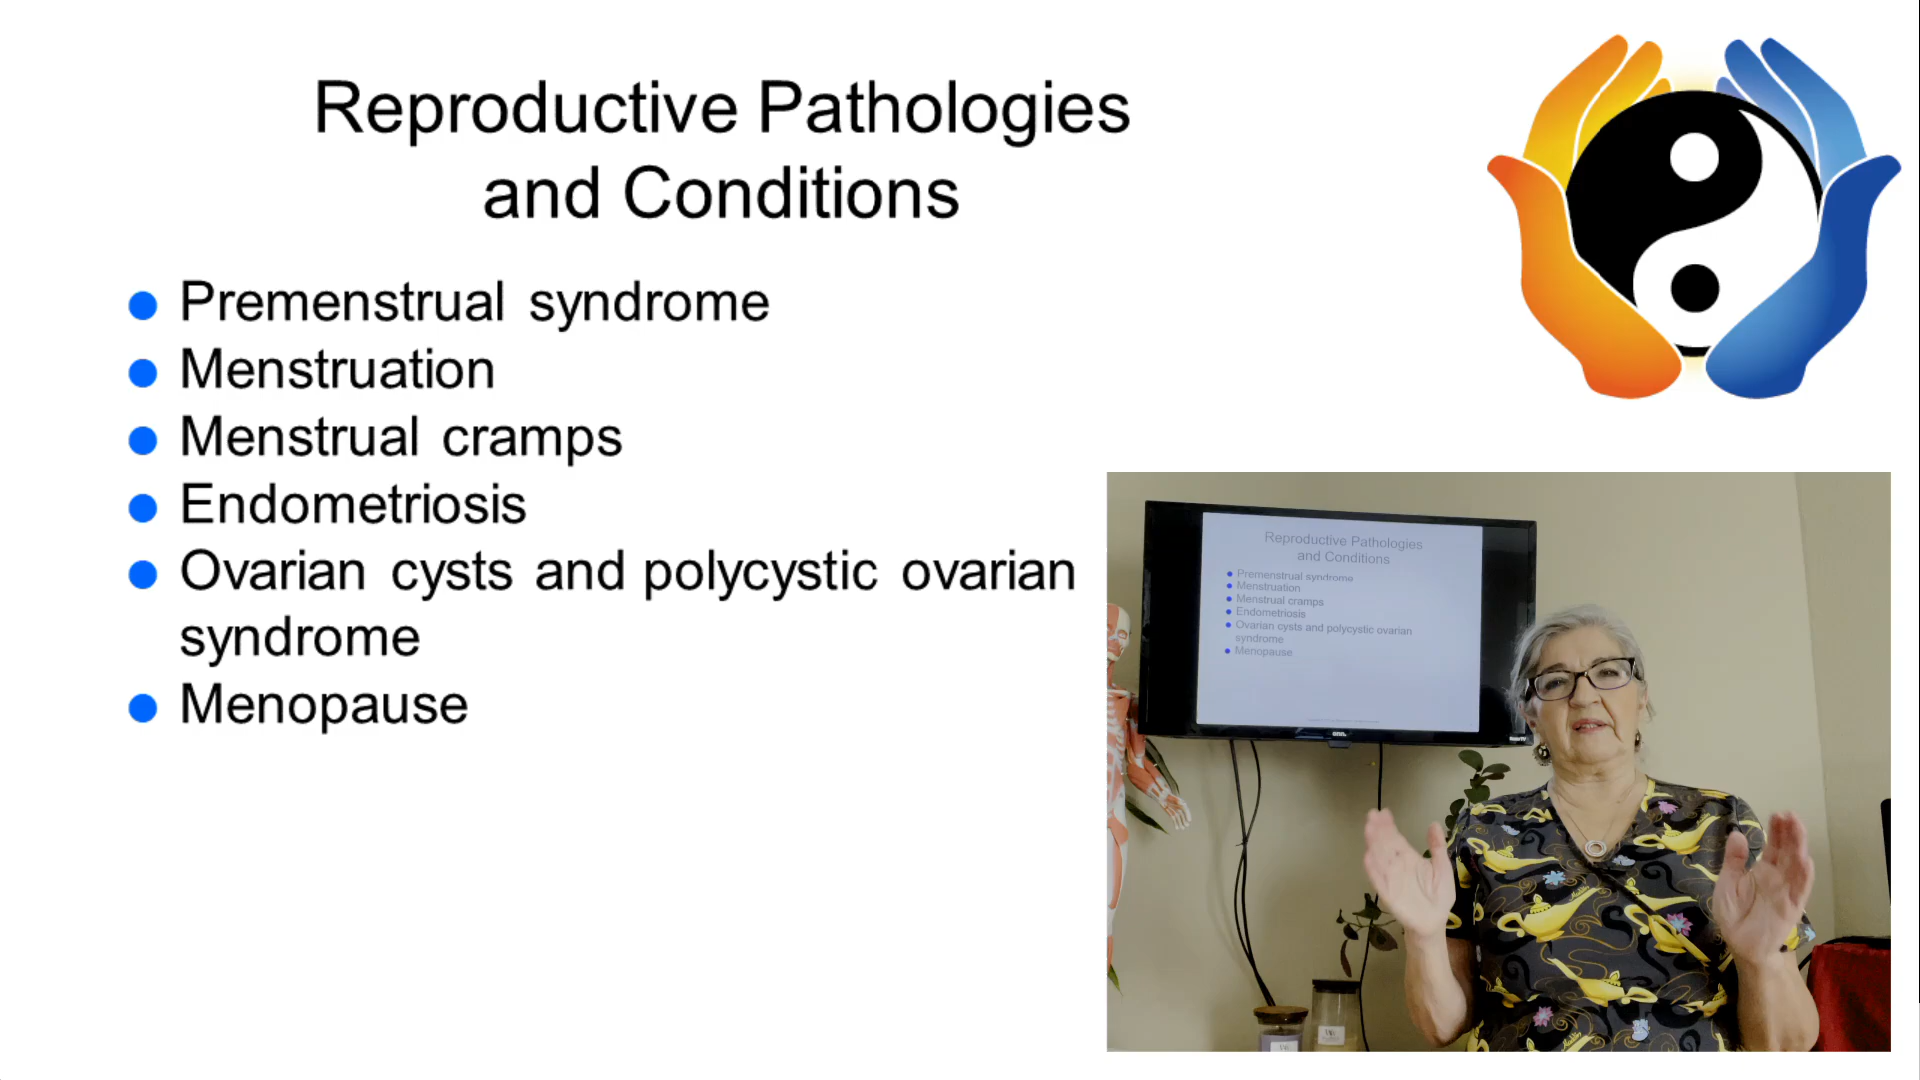 Reproductive Pathologies
and Conditions
Premenstrual syndrome
Menstruation
Menstrual cramps
Endometriosis
Ovarian cysts and polycystic ovarian
syndrome
Menopause
Reproductive Pathologies
and Conditions
Premenstrual syndrome
Menstruation
Menstrual cramps
Endometriosis
Ovarian cysts and polycystic ovarian
syndrome
Menopause
onn.